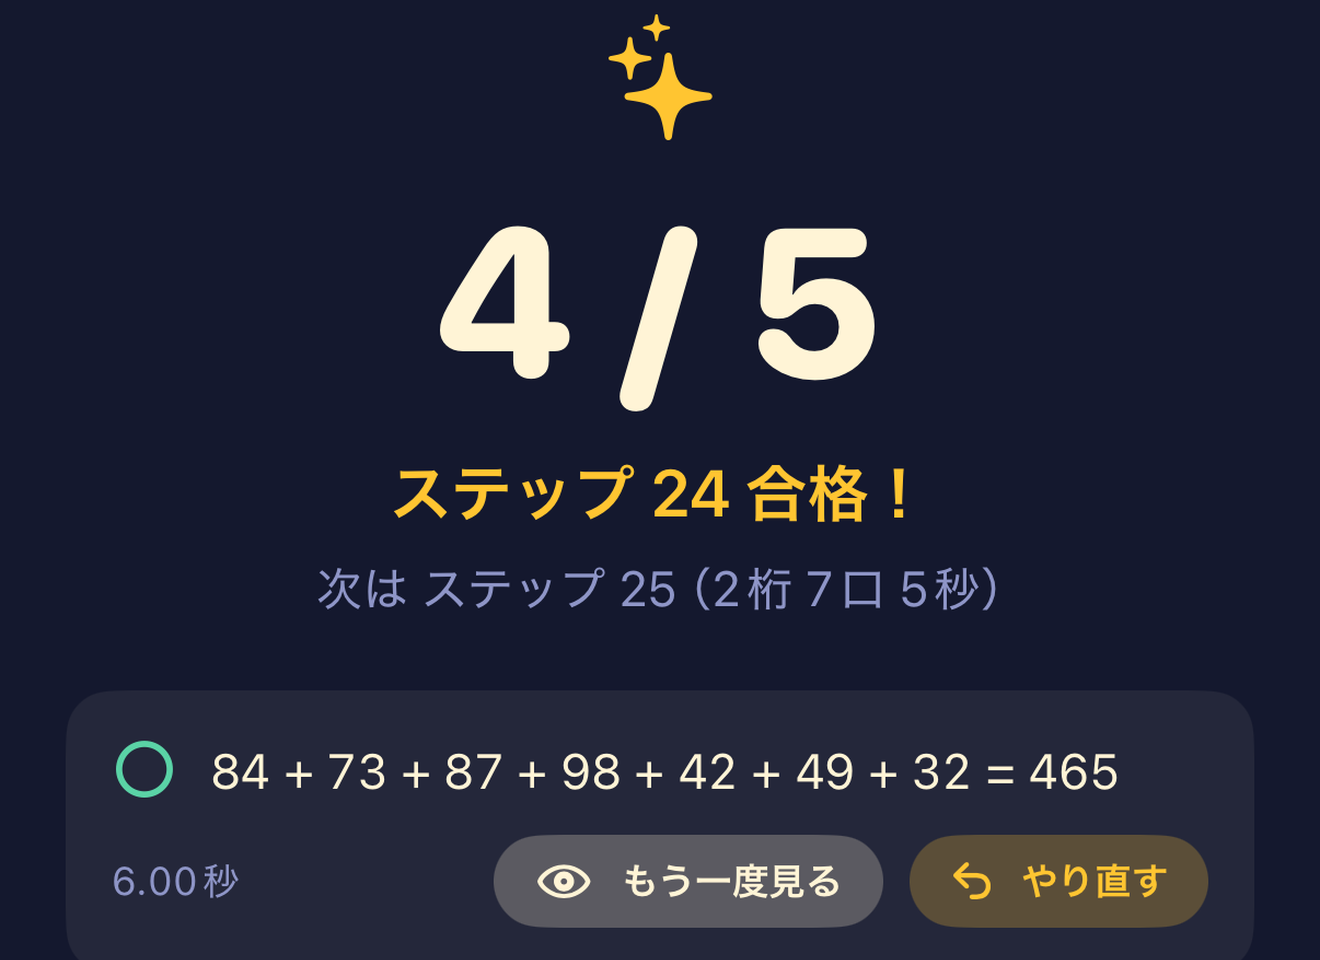 4/5
ステップ 24 合格！
次は ステップ 25（2桁 7口 5秒）
84 + 73 + 87 + 98 + 42 + 49 + 32 = 465
6.00秒 もう一度見る やり直す